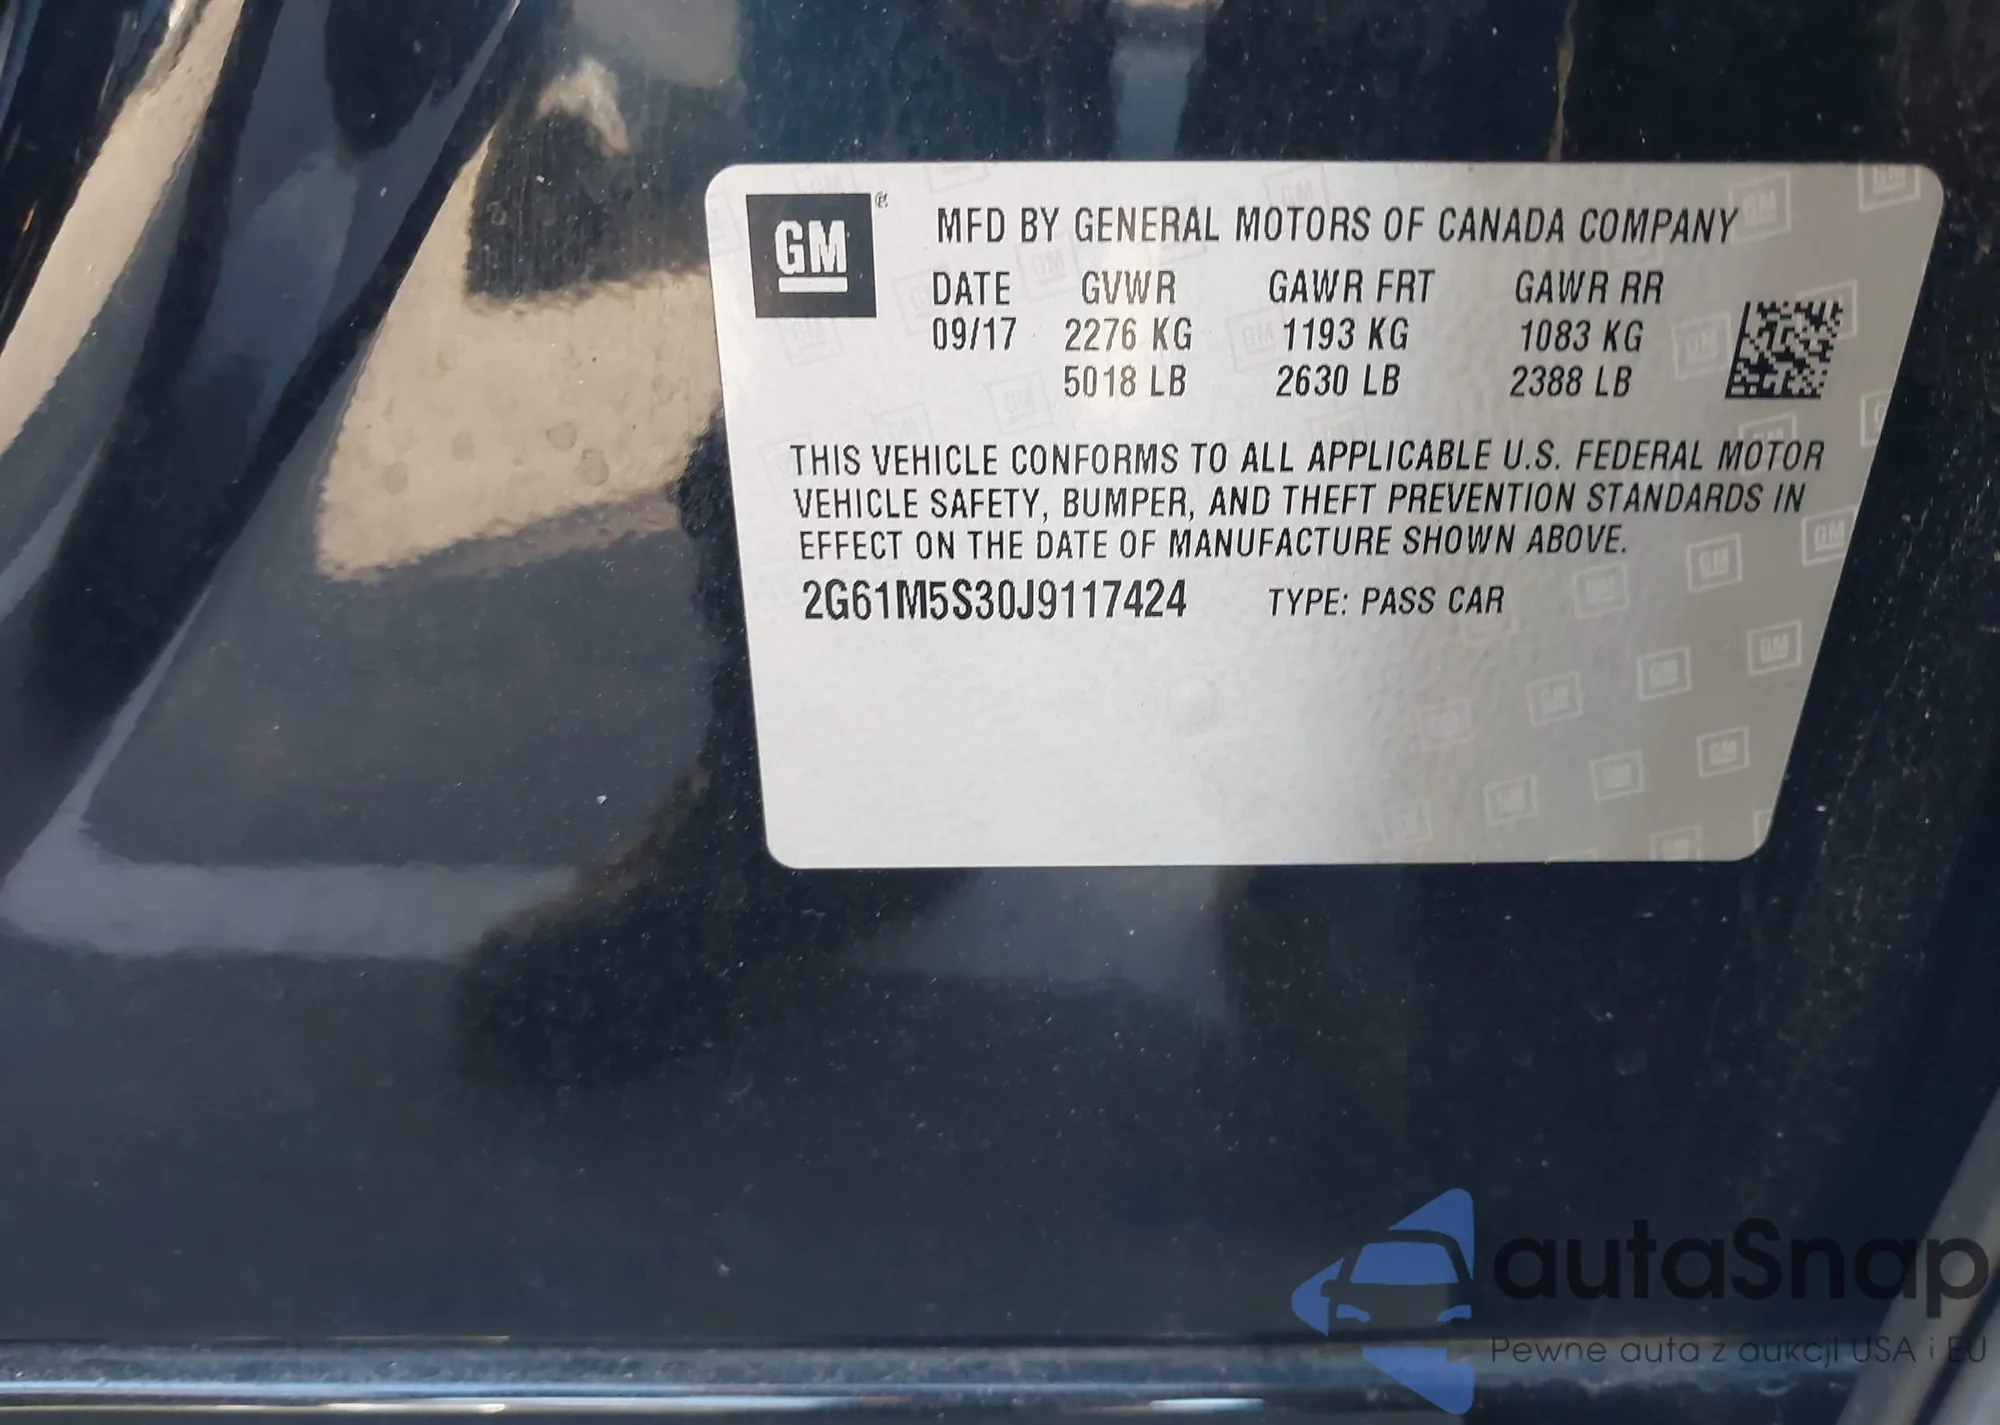 GM
MFD BY GENERAL MOTORS OF CANADA COMPANY
DATE GVWR GAWR FRT GAWR RR
09/17 2276 KG 1193 KG 1083 KG
5018 LB 2630 LB 2388 LB
THIS VEHICLE CONFORMS TO ALL APPLICABLE U.S. FEDERAL MOTOR
VEHICLE SAFETY, BUMPER, AND THEFT PREVENTION STANDARDS IN
EFFECT ON THE DATE OF MANUFACTURE SHOWN ABOVE.
2G61M5S30J9117424 TYPE: PASS CAR
autaSnap
Pewne auta z aukcji USA i EU